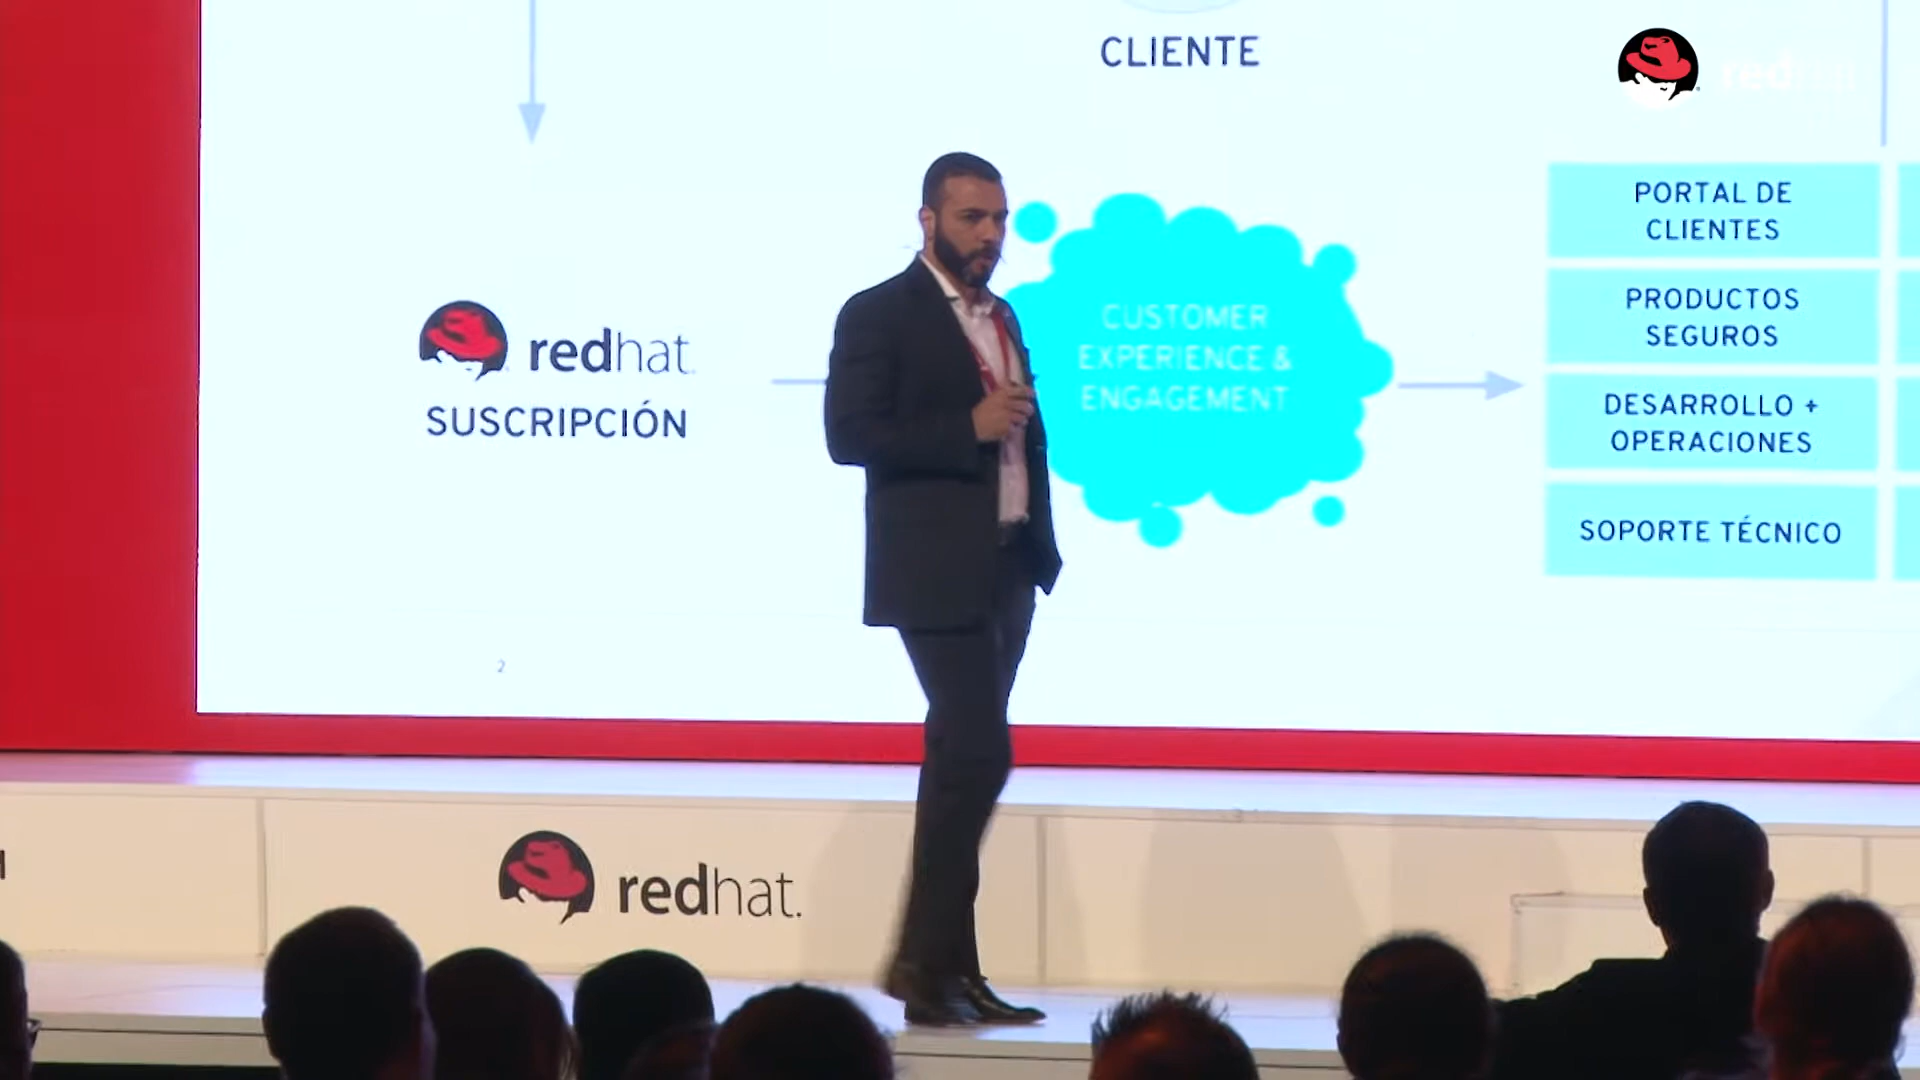 CLIENTE
redhat
PORTAL DE
CLIENTES
PRODUCTOS
SEGUROS
DESARROLLO +
OPERACIONES
SOPORTE TÉCNICO
CUSTOMER
EXPERIENCE &
ENGAGEMENT
redhat.
SUSCRIPCIÓN
2
redhat.